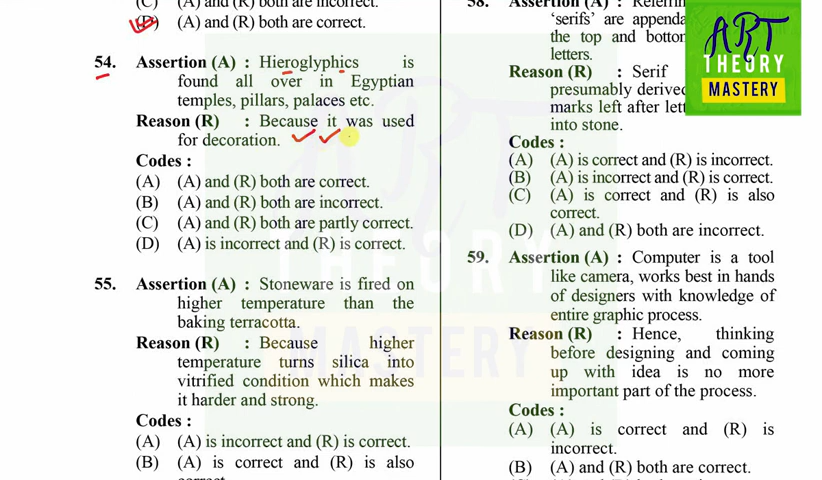 (C) (A) and (R) both are incorrect.
(A) and (R) both are correct.
54. Assertion (A) : Hieroglyphics is
found all over in Egyptian
temples, pillars, palaces etc.
Reason (R) : Because it was used
for decoration.
Codes :
(A) (A) and (R) both are correct.
(B) (A) and (R) both are incorrect.
(C) (A) and (R) both are partly correct.
(D) (A) is incorrect and (R) is correct.
55. Assertion (A) : Stoneware is fired on
higher temperature than the
baking terracotta.
Reason (R) : Because higher
temperature turns silica into
vitrified condition which makes
it harder and strong.
Codes :
(A) (A) is incorrect and (R) is correct.
(B) (A) is correct and (R) is also
58. Assertion (A) :
'serifs' are
the top and
letters.
Reason (R) : Serif
presumably
marks left after
into stone.
Codes :
(A) (A) is correct and (R) is incorrect.
(B) (A) is incorrect and (R) is correct.
(C) (A) is correct and (R) is also
correct.
(D) (A) and (R) both are incorrect.
59. Assertion (A) : Computer is a tool
like camera, works best in hands
of designers with knowledge of
entire graphic process.
Reason (R) : Hence, thinking
before designing and coming
up with idea is no more
important part of the process.
Codes :
(A) (A) is correct and (R) is
incorrect.
(B) (A) and (R) both are correct.
ART
THEORY
MASTERY
ART
THEORY
MASTERY